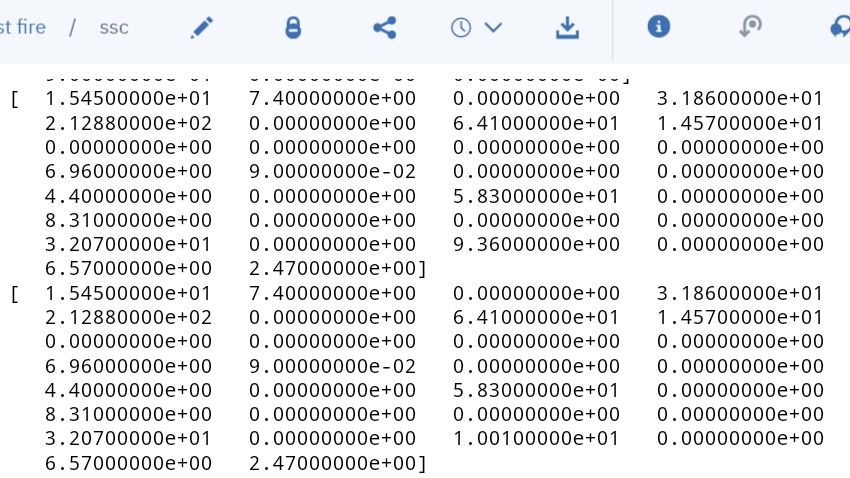 st fire / ssc
[ 1.54500000e+01 7.40000000e+00 0.00000000e+00 3.18600000e+01
2.12880000e+02 0.00000000e+00 6.41000000e+01 1.45700000e+01
0.00000000e+00 0.00000000e+00 0.00000000e+00 0.00000000e+00
6.96000000e+00 9.00000000e-02 0.00000000e+00 0.00000000e+00
4.40000000e+00 0.00000000e+00 5.83000000e+01 0.00000000e+00
8.31000000e+00 0.00000000e+00 0.00000000e+00 0.00000000e+00
3.20700000e+01 0.00000000e+00 9.36000000e+00 0.00000000e+00
6.57000000e+00 2.47000000e+00]
[ 1.54500000e+01 7.40000000e+00 0.00000000e+00 3.18600000e+01
2.12880000e+02 0.00000000e+00 6.41000000e+01 1.45700000e+01
0.00000000e+00 0.00000000e+00 0.00000000e+00 0.00000000e+00
6.96000000e+00 9.00000000e-02 0.00000000e+00 0.00000000e+00
4.40000000e+00 0.00000000e+00 5.83000000e+01 0.00000000e+00
8.31000000e+00 0.00000000e+00 0.00000000e+00 0.00000000e+00
3.20700000e+01 0.00000000e+00 1.00100000e+01 0.00000000e+00
6.57000000e+00 2.47000000e+00]